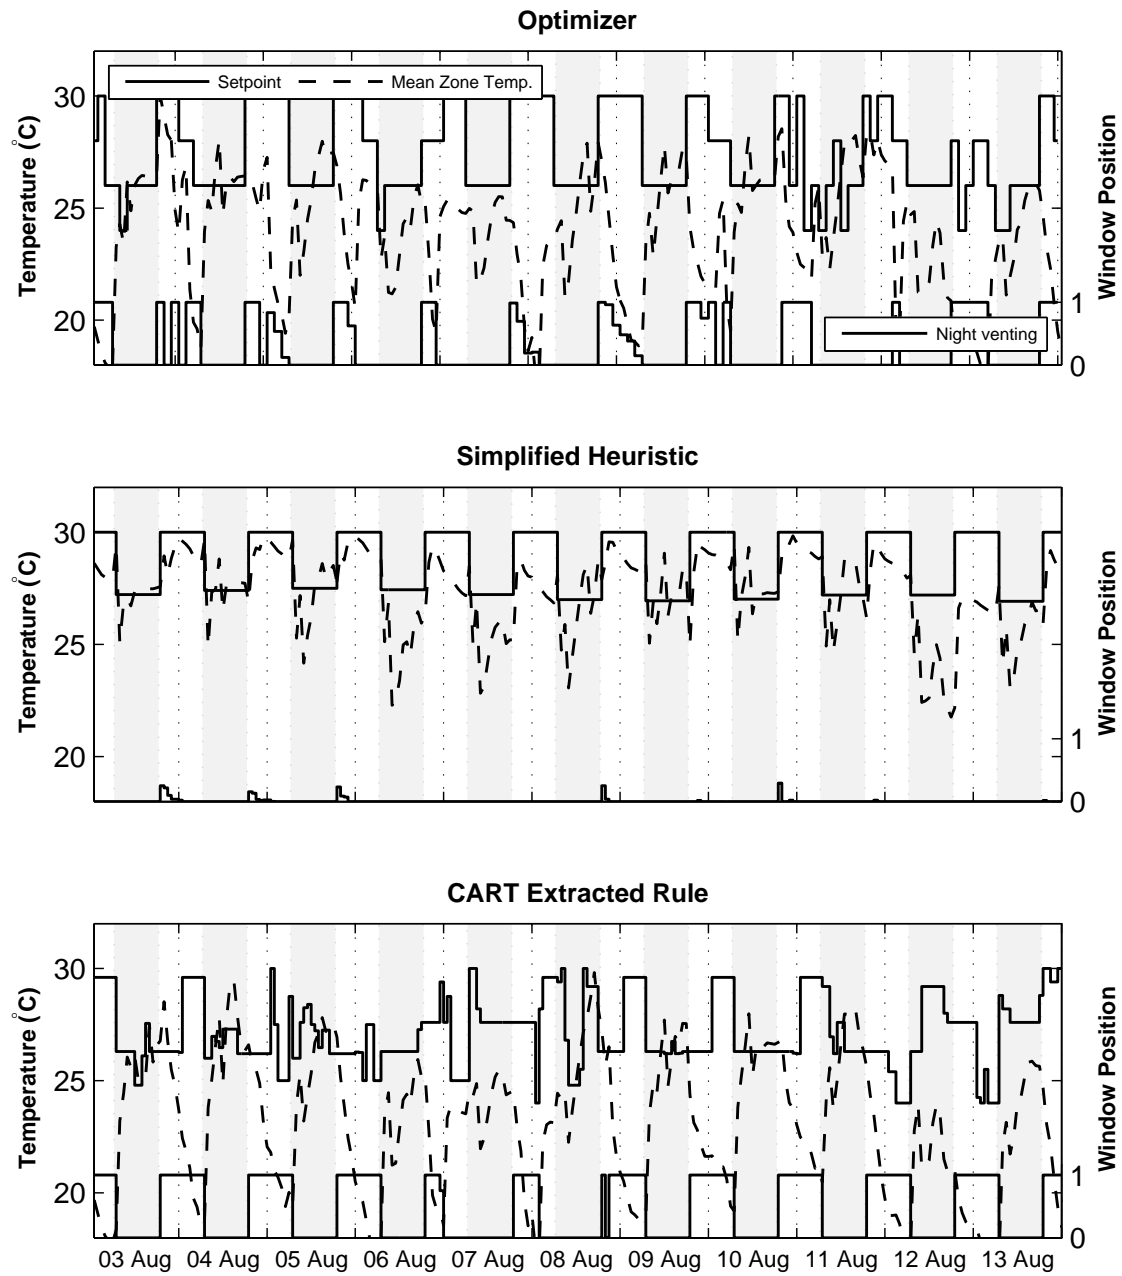 Optimizer
Setpoint
Mean Zone Temp.
30
25
20
Temperature (°C)
1
0
Window Position
Night venting
Simplified Heuristic
30
25
20
Temperature (°C)
1
0
Window Position
CART Extracted Rule
30
25
20
Temperature (°C)
1
0
Window Position
03 Aug 04 Aug 05 Aug 06 Aug 07 Aug 08 Aug 09 Aug 10 Aug 11 Aug 12 Aug 13 Aug